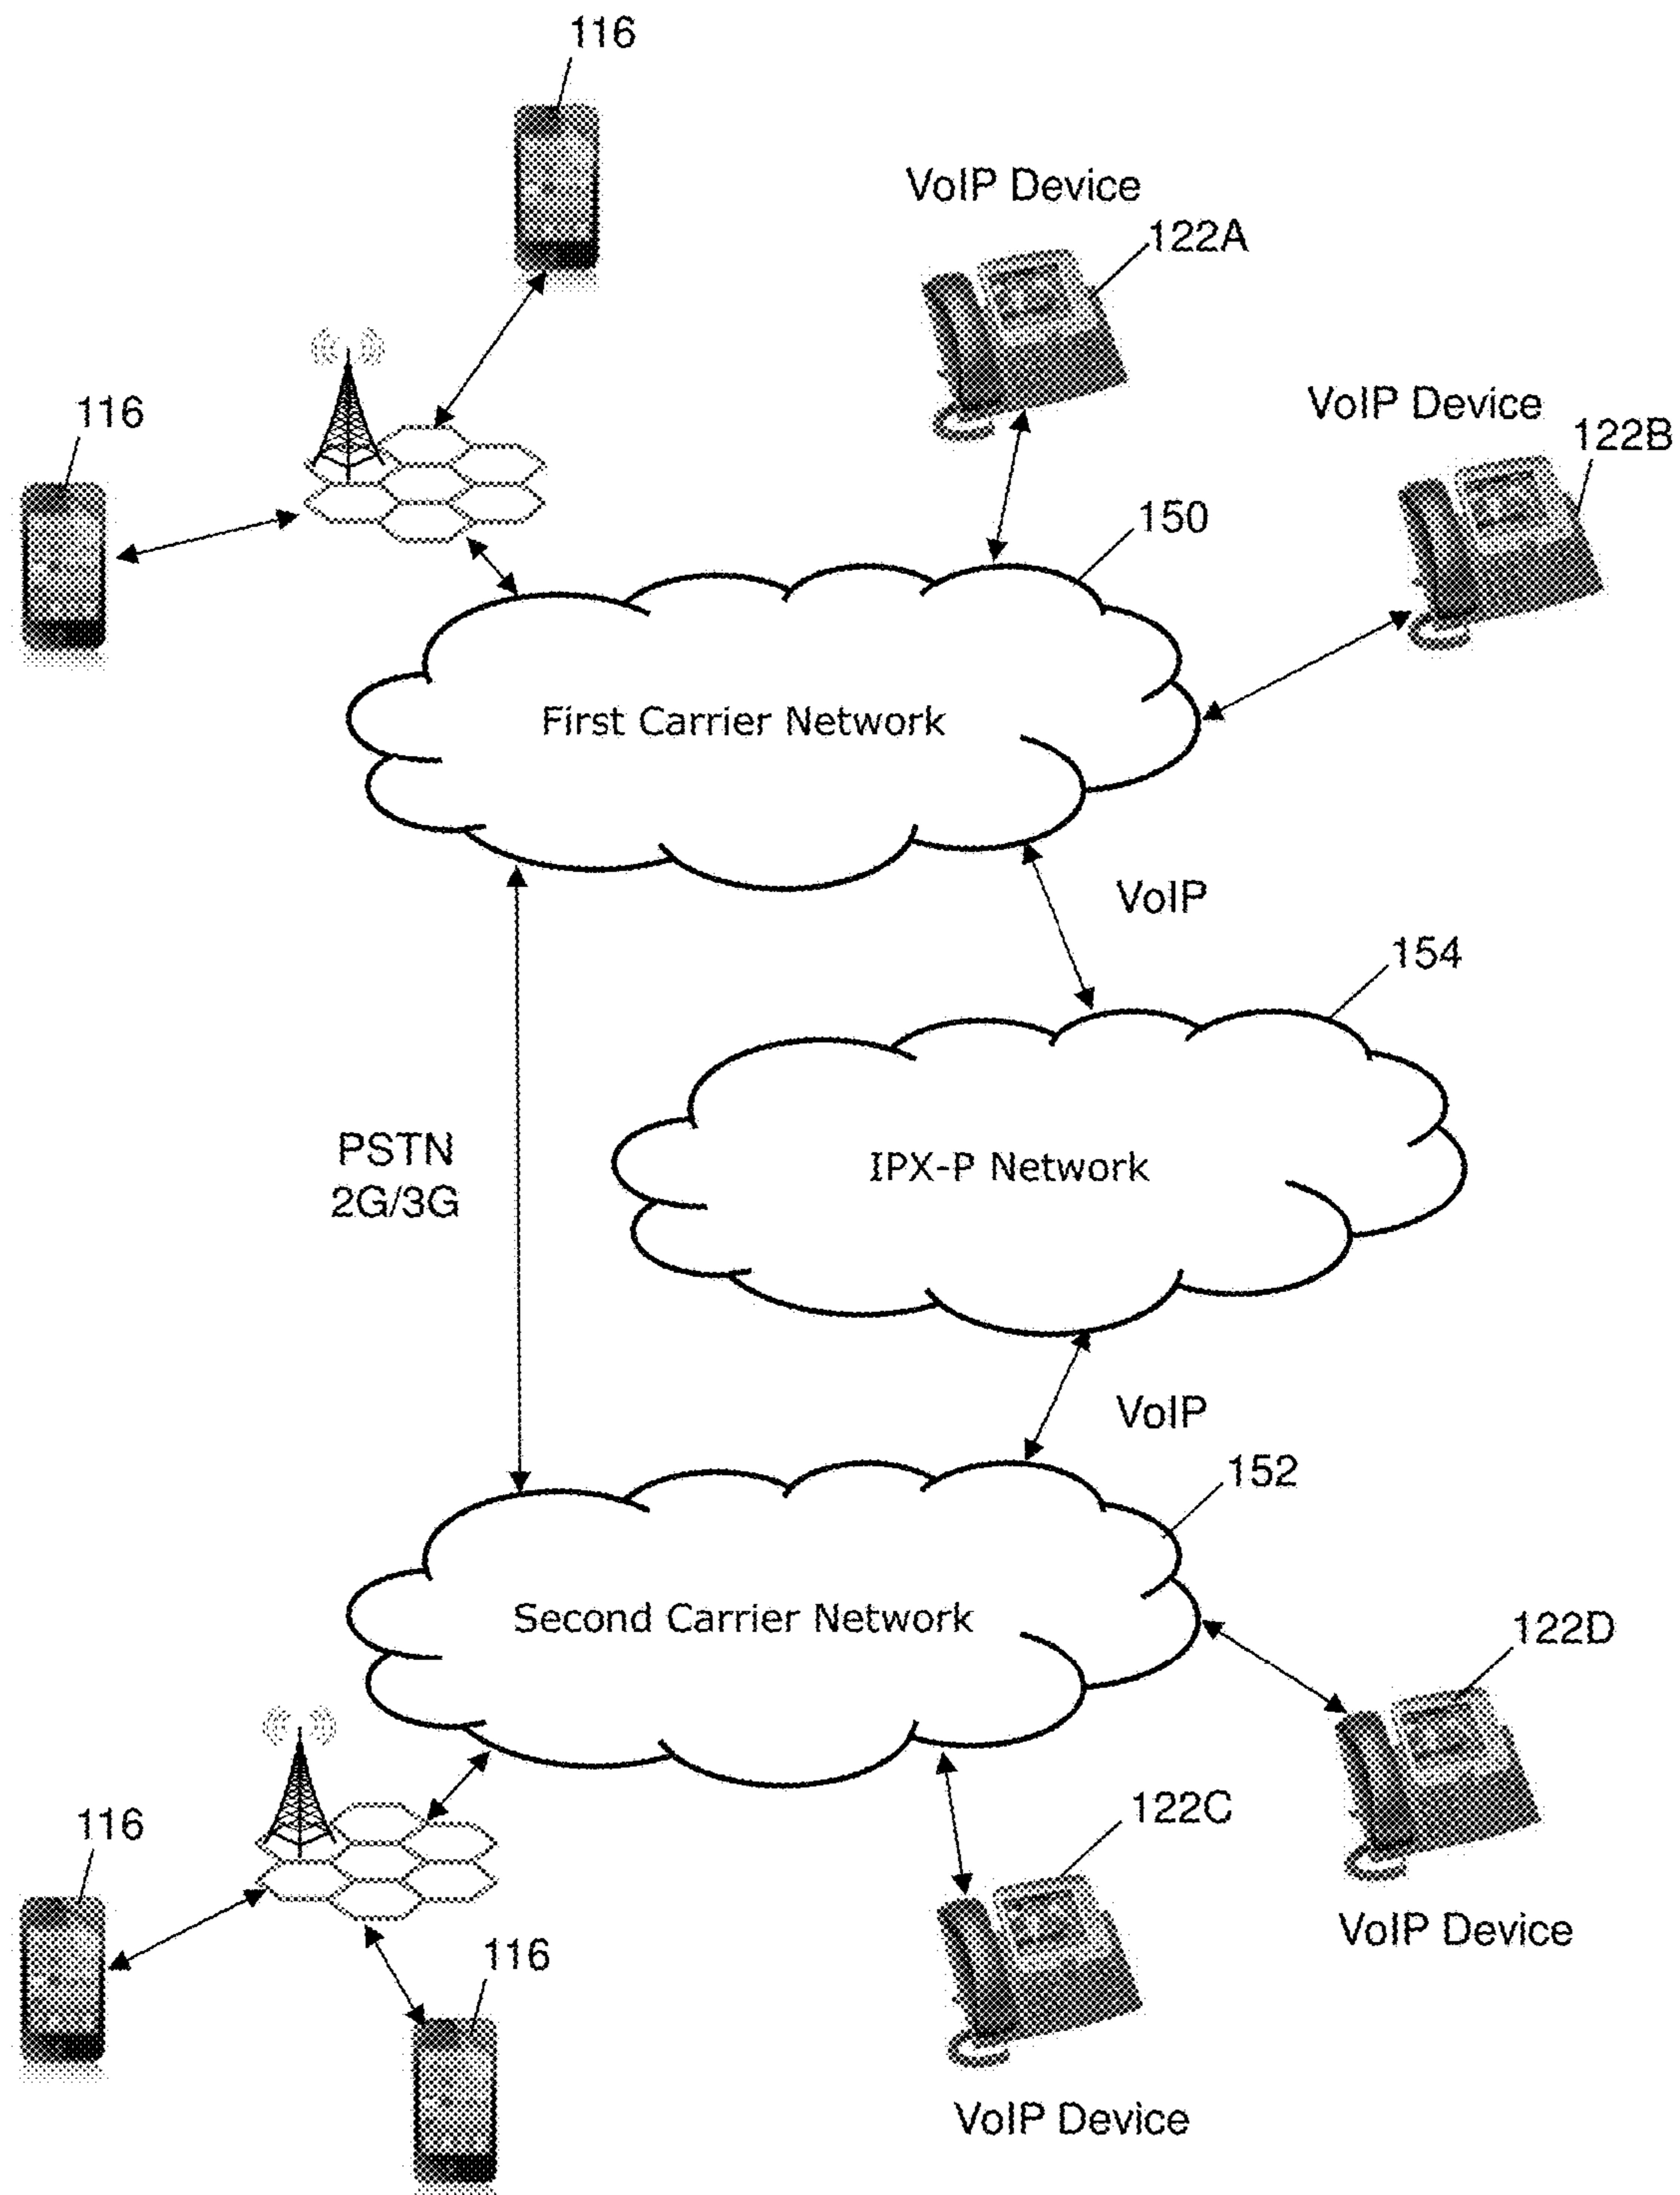 116
VoIP Device
122A
116
VoIP Device
122B
150
First Carrier Network
VoIP
154
PSTN
2G/3G
IPX-P Network
VoIP
152
Second Carrier Network
122D
116
122C
VoIP Device
116
VoIP Device